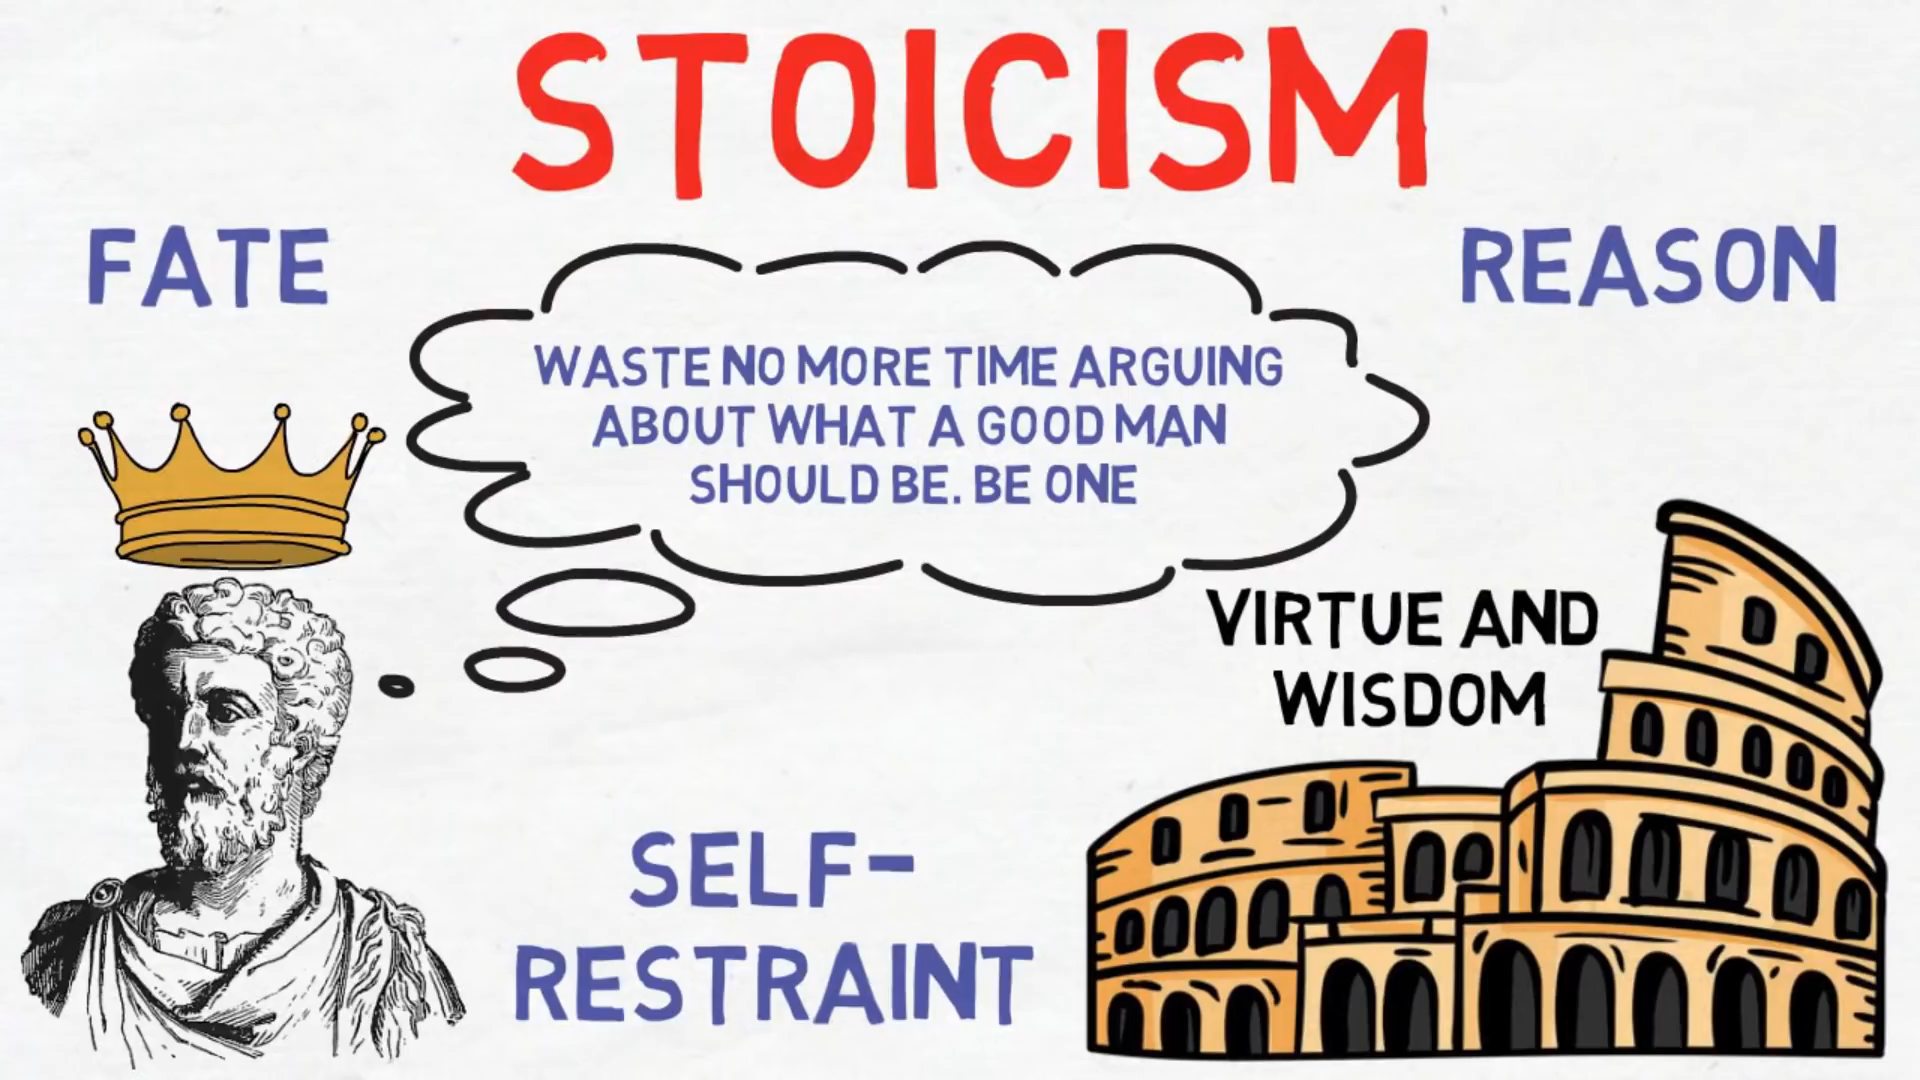 STOICISM
FATE
REASON
WASTE NO MORE TIME ARGUING
ABOUT WHAT A GOOD MAN
SHOULD BE. BE ONE
VIRTUE AND
WISDOM
SELF-
RESTRAINT